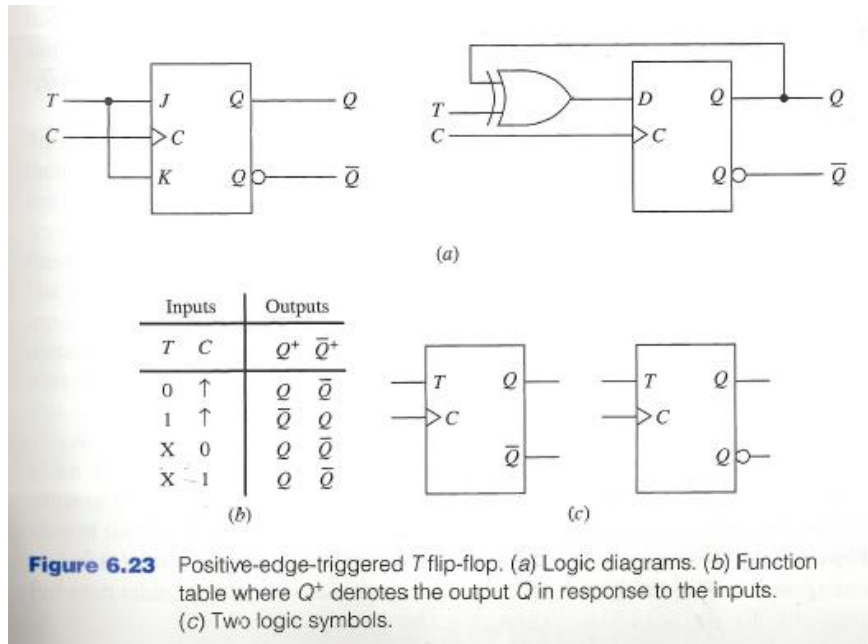 T J Q Q
C C
K Q Q̅
T D Q Q
C C
Q Q̅
(a)
Inputs Outputs
T C Q⁺ Q̅⁺
0 ↑ Q Q̅
1 ↑ Q̅ Q
X 0 Q Q̅
X 1 Q Q̅
(b)
T Q
C
Q̅
T Q
C
Q
(c)
Figure 6.23 Positive-edge-triggered T flip-flop. (a) Logic diagrams. (b) Function
table where Q⁺ denotes the output Q in response to the inputs.
(c) Two logic symbols.